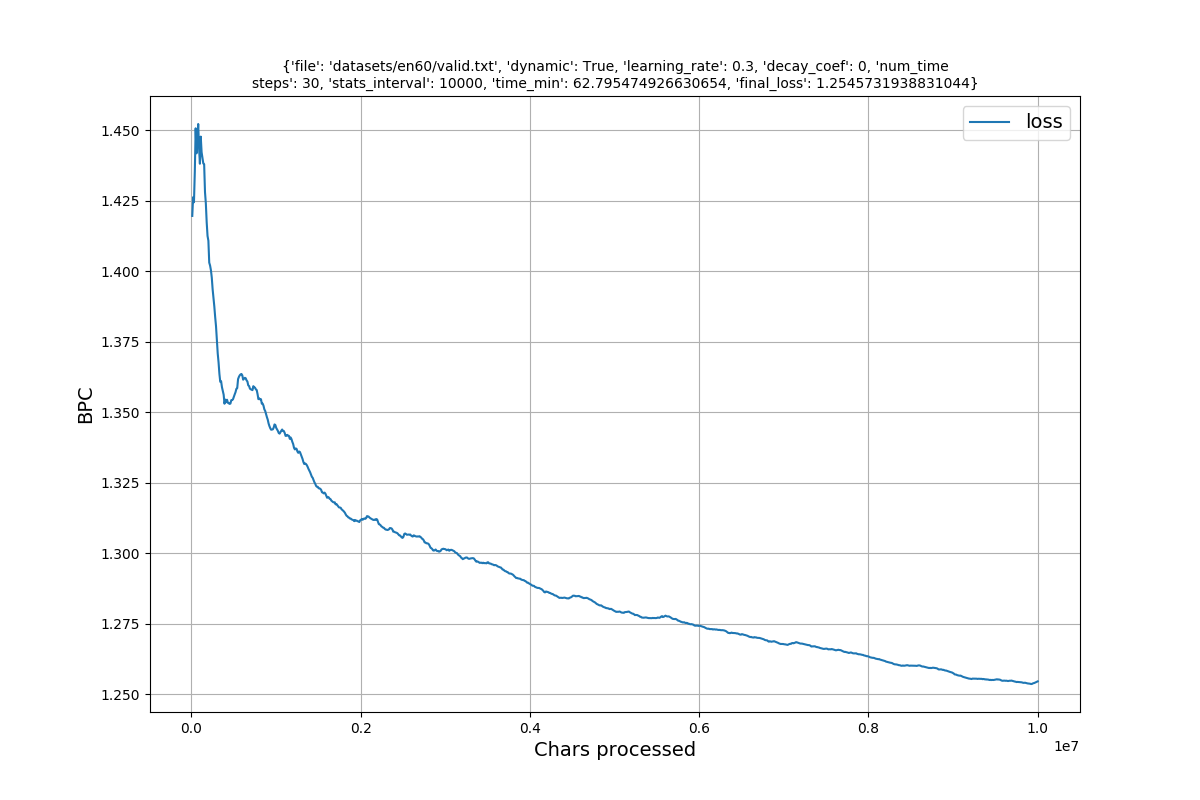 {'file': 'datasets/en60/valid.txt', 'dynamic': True, 'learning_rate': 0.3, 'decay_coef': 0, 'num_time
steps': 30, 'stats_interval': 10000, 'time_min': 62.795474926630654, 'final_loss': 1.2545731938831044}
loss
1.450
1.425
1.400
1.375
1.350
1.325
1.300
1.275
1.250
BPC
0.0 0.2 0.4 0.6 0.8 1.0
1e7
Chars processed